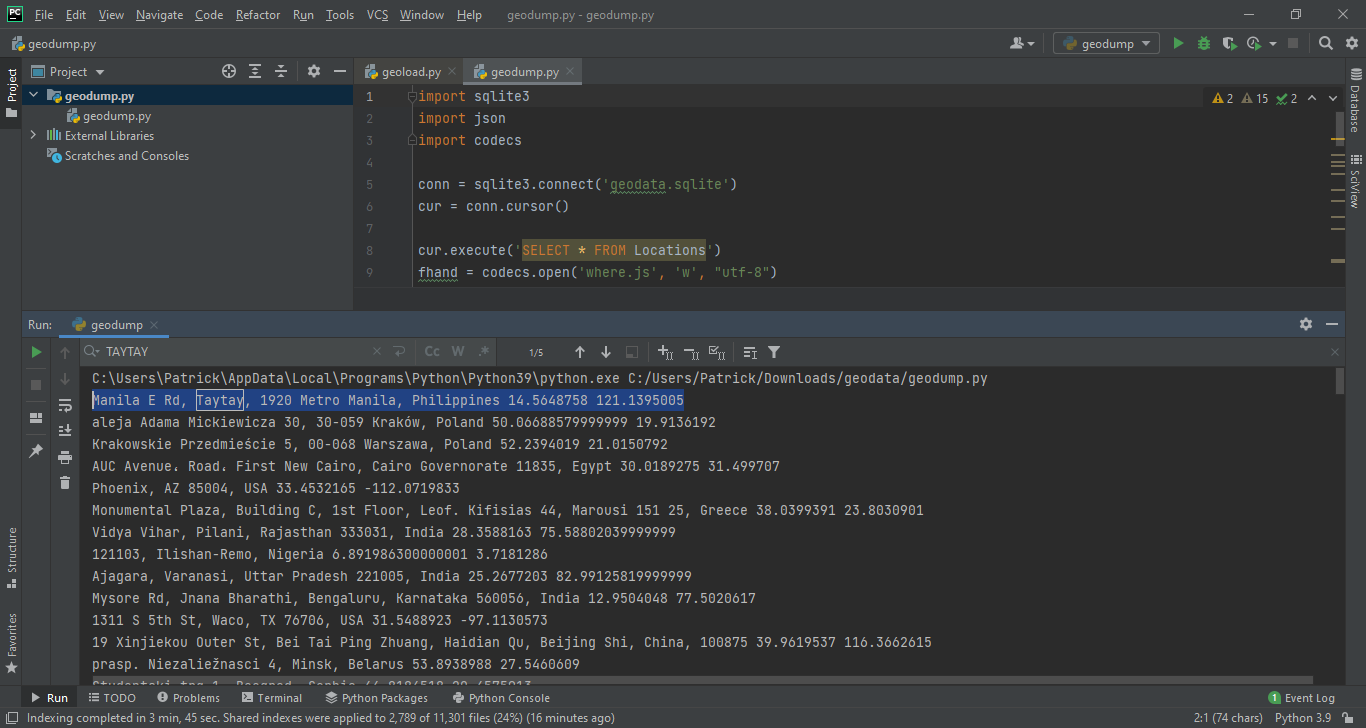 PC File Edit View Navigate Code Refactor Run Tools VCS Window Help geodump.py - geodump.py
geodump.py
geodump
Project
Project
geoload.py
geodump.py
geodump.py
geodump.py
External Libraries
Scratches and Consoles
1 import sqlite3
2 import json
3 import codecs
4
5 conn = sqlite3.connect('geodata.sqlite')
6 cur = conn.cursor()
7
8 cur.execute('SELECT * FROM Locations')
9 fhand = codecs.open('where.js', 'w', "utf-8")
2 15 2
Database
SciView
Run: geodump
TAYTAY Cc W .* 1/5
C:\Users\Patrick\AppData\Local\Programs\Python\Python39\python.exe C:/Users/Patrick/Downloads/geodata/geodump.py
Manila E Rd, Taytay, 1920 Metro Manila, Philippines 14.5648758 121.1395005
aleja Adama Mickiewicza 30, 30-059 Kraków, Poland 50.06688579999999 19.9136192
Krakowskie Przedmieście 5, 00-068 Warszawa, Poland 52.2394019 21.0150792
AUC Avenue، Road، First New Cairo, Cairo Governorate 11835, Egypt 30.0189275 31.499707
Phoenix, AZ 85004, USA 33.4532165 -112.0719833
Monumental Plaza, Building C, 1st Floor, Leof. Kifisias 44, Marousi 151 25, Greece 38.0399391 23.8030901
Vidya Vihar, Pilani, Rajasthan 333031, India 28.3588163 75.58802039999999
121103, Ilishan-Remo, Nigeria 6.891986300000001 3.7181286
Ajagara, Varanasi, Uttar Pradesh 221005, India 25.2677203 82.99125819999999
Mysore Rd, Jnana Bharathi, Bengaluru, Karnataka 560056, India 12.9504048 77.5020617
1311 S 5th St, Waco, TX 76706, USA 31.5488923 -97.1130573
19 Xinjiekou Outer St, Bei Tai Ping Zhuang, Haidian Qu, Beijing Shi, China, 100875 39.9619537 116.3662615
prasp. Niezaliežnasci 4, Minsk, Belarus 53.8938988 27.5460609
Structure
Favorites
Run TODO Problems Terminal Python Packages Python Console 1 Event Log
Indexing completed in 3 min, 45 sec. Shared indexes were applied to 2,789 of 11,301 files (24%) (16 minutes ago) 2:1 (74 chars) Python 3.9